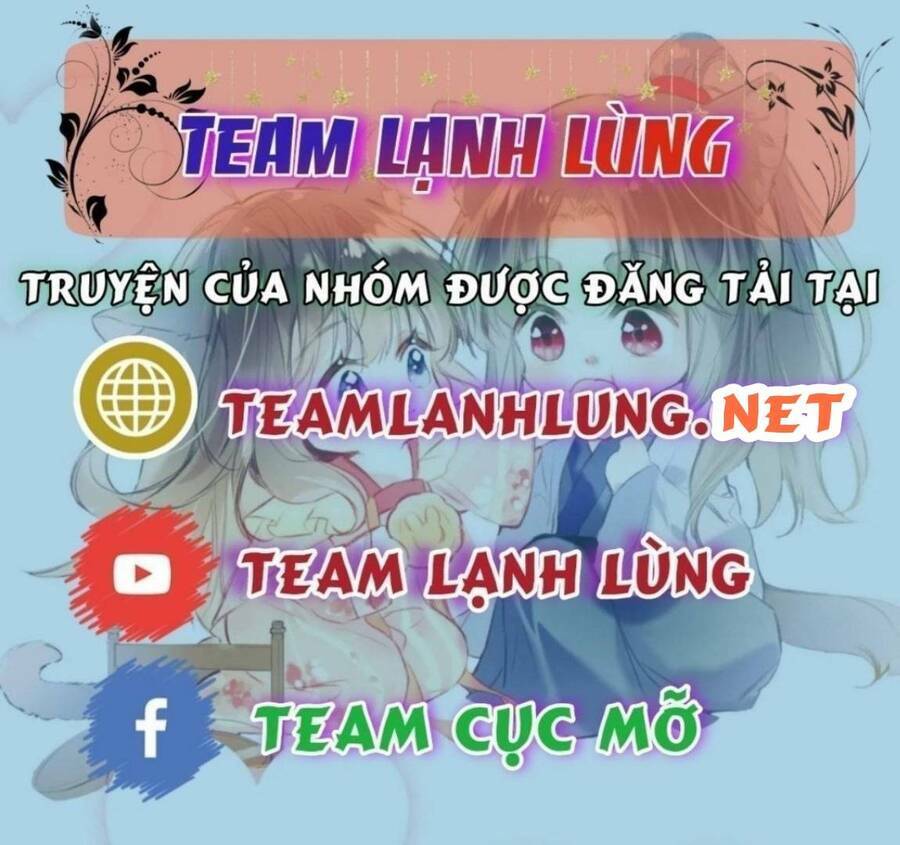 TEAM LẠNH LÙNG
TRUYỆN CỦA NHÓM ĐƯỢC ĐĂNG TẢI TẠI
TEAMLANHLUNG.NET
TEAM LẠNH LÙNG
TEAM CỤC MỠ